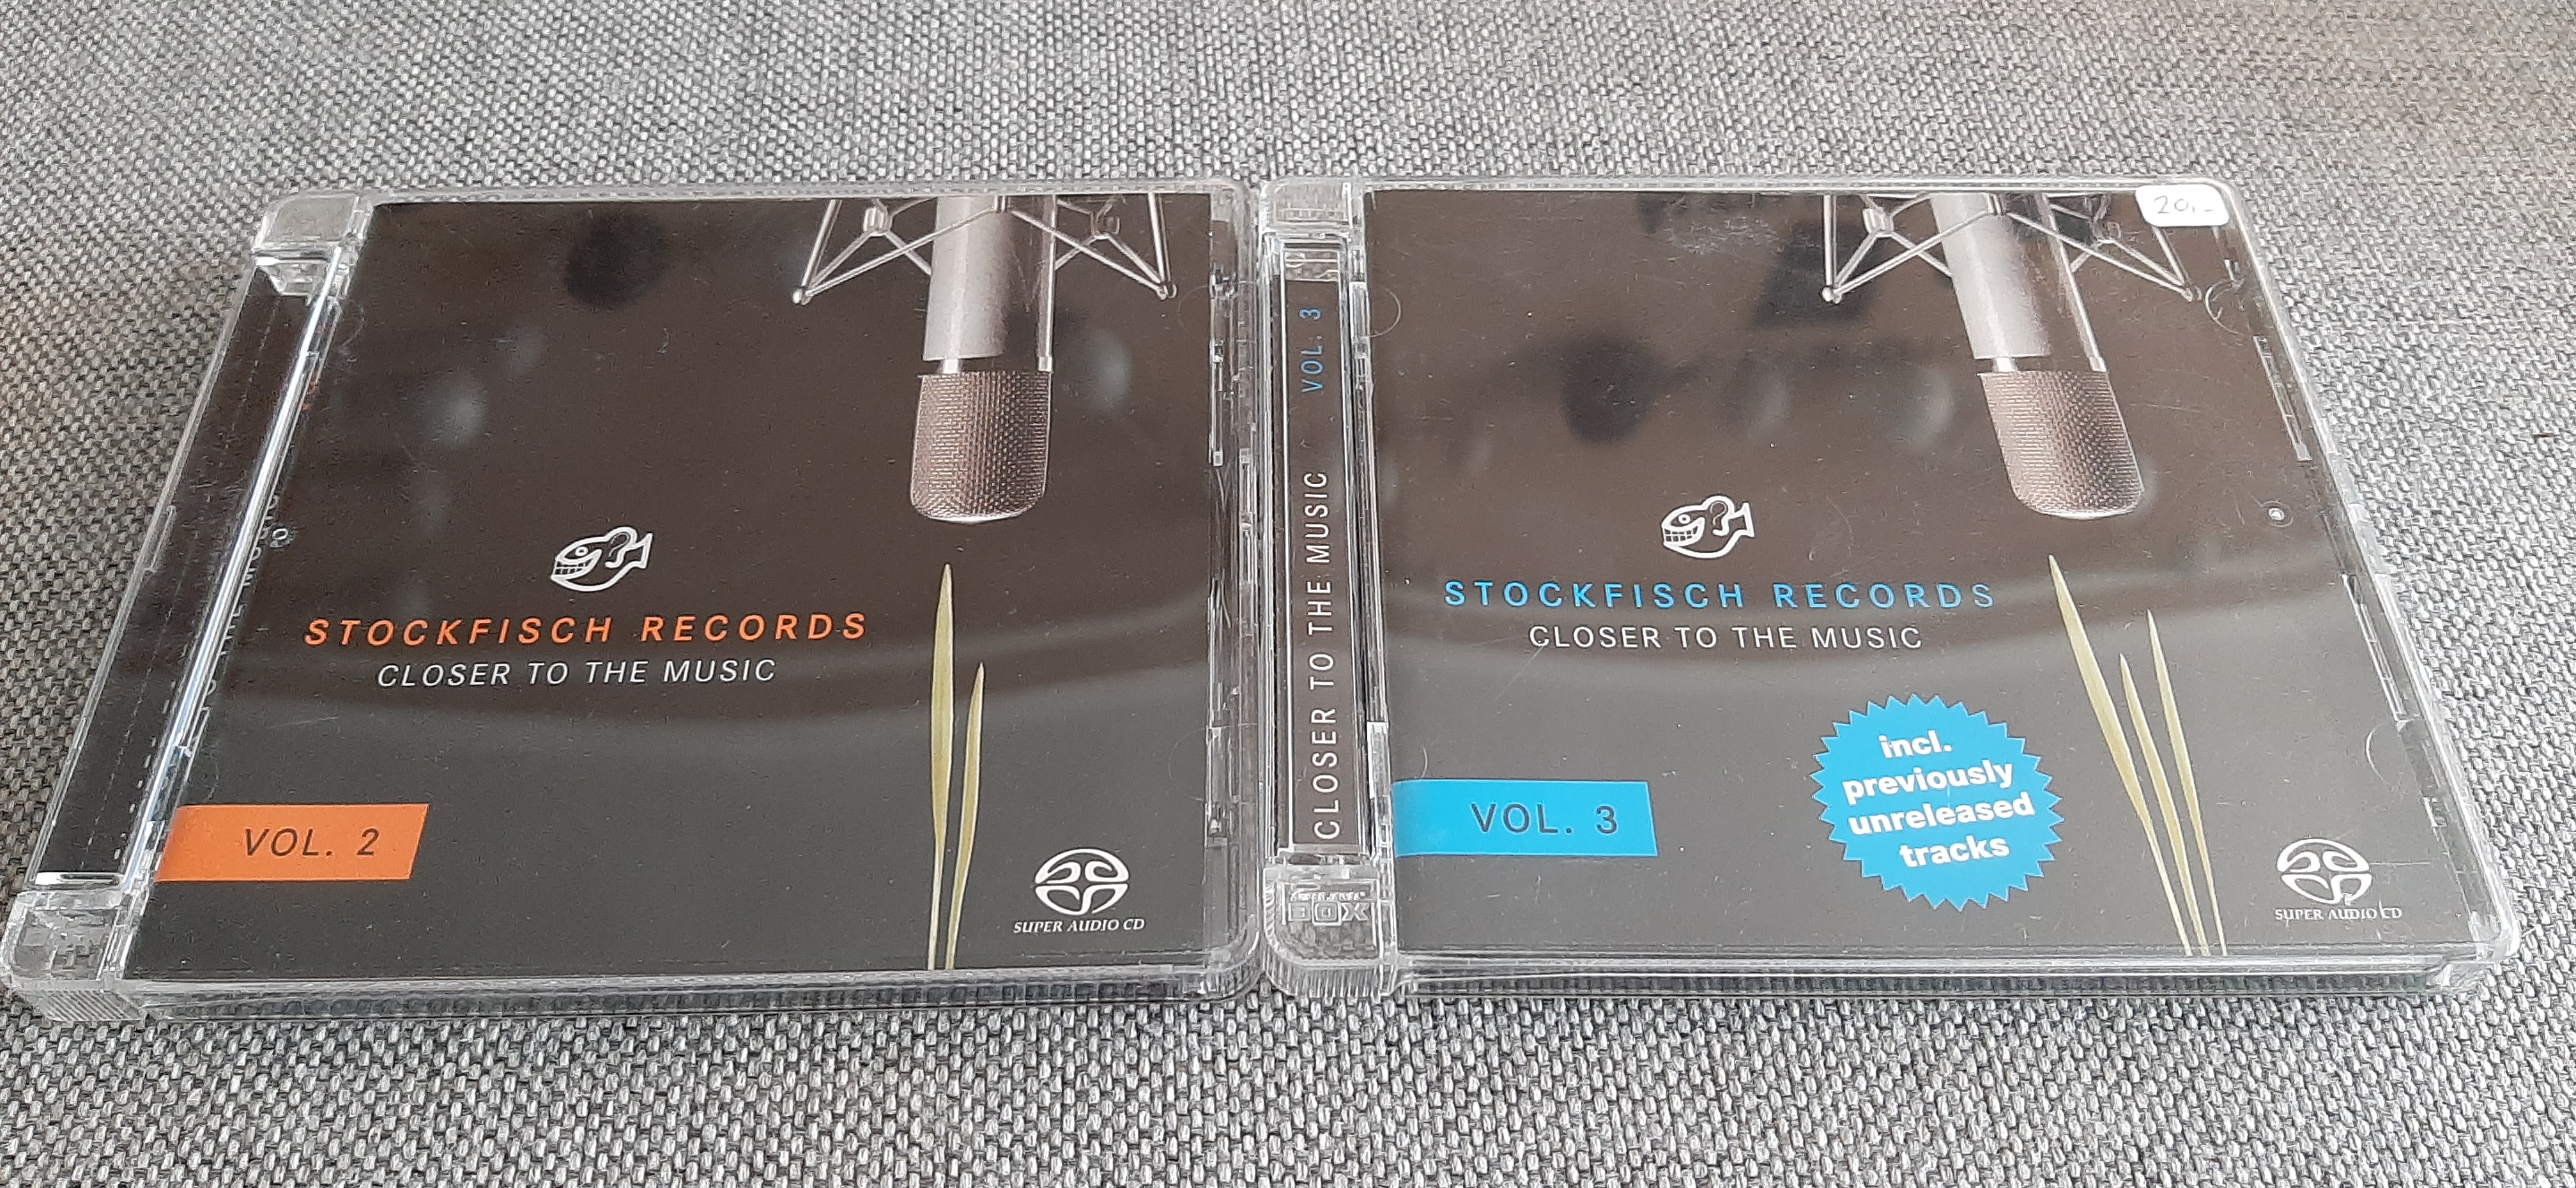 STOCKFISCH RECORDS
CLOSER TO THE MUSIC
VOL. 2
SUPER AUDIO CD
CLOSER TO THE MUSIC VOL. 3
20,-
STOCKFISCH RECORDS
CLOSER TO THE MUSIC
VOL. 3
incl.
previously
unreleased
tracks
SUPER AUDIO CD
BOX